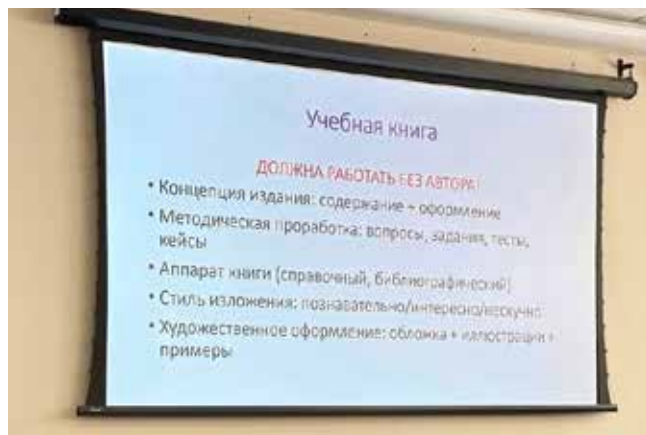 Учебная книга
ДОЛЖНА РАБОТАТЬ БЕЗ АВТОРА!
• Концепция издания: содержание + оформление
• Методическая проработка: вопросы, задания, тесты,
кейсы
• Аппарат книги (справочный, библиографический)
• Стиль изложения: познавательно/интересно/нескучно
• Художественное оформление: обложка + иллюстрации +
примеры